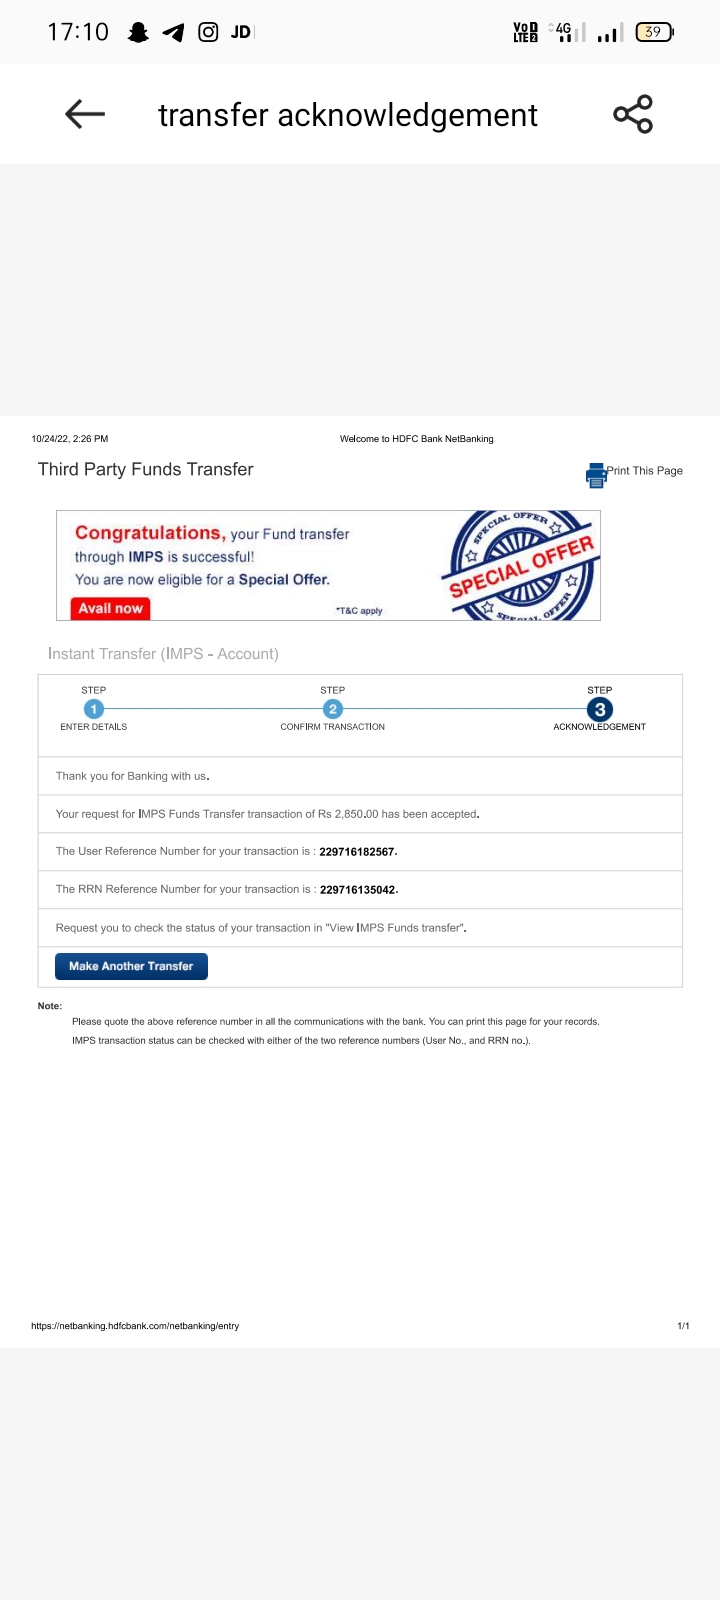 17:10 JD VoD LTE2 4G 39
transfer acknowledgement
10/24/22, 2:26 PM Welcome to HDFC Bank NetBanking
Third Party Funds Transfer Print This Page
Congratulations, your Fund transfer
through IMPS is successful!
You are now eligible for a Special Offer.
Avail now *T&C apply
SPECIAL OFFER
SPECIAL OFFER
SPECIAL OFFER
Instant Transfer (IMPS - Account)
STEP STEP STEP
1 2 3
ENTER DETAILS CONFIRM TRANSACTION ACKNOWLEDGEMENT
Thank you for Banking with us.
Your request for IMPS Funds Transfer transaction of Rs 2,850.00 has been accepted.
The User Reference Number for your transaction is : 229716182567.
The RRN Reference Number for your transaction is : 229716135042.
Request you to check the status of your transaction in "View IMPS Funds transfer".
Make Another Transfer
Note:
Please quote the above reference number in all the communications with the bank. You can print this page for your records.
IMPS transaction status can be checked with either of the two reference numbers (User No., and RRN no.).
https://netbanking.hdfcbank.com/netbanking/entry 1/1